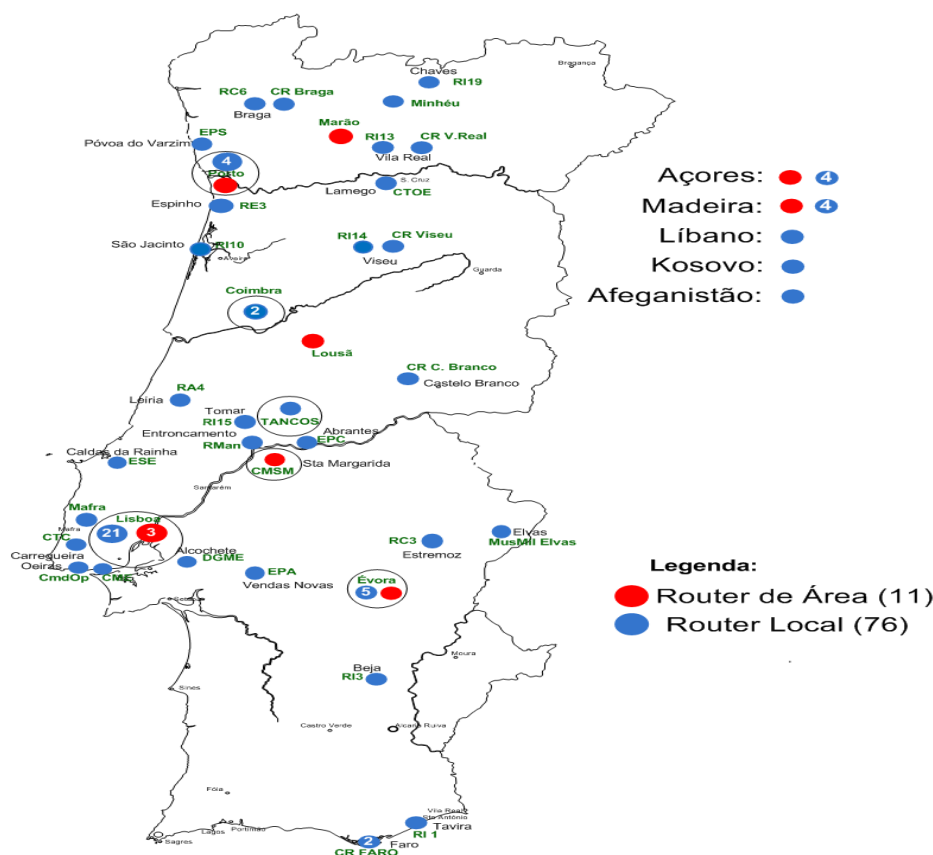 Bragança
Chaves
RI19
RC6
CR Braga
Braga
Minhéu
Marão
EPS
RI13
CR V.Real
Póvoa do Varzim
Vila Real
4
Porto
S. Cruz
Lamego
CTOE
Espinho
RE3
São Jacinto
RI10
Aveiro
RI14
CR Viseu
Viseu
Guarda
Coimbra
2
Lousã
CR C. Branco
Castelo Branco
RA4
Leiria
Tomar
RI15
TANCOS
Entroncamento
RMan
Abrantes
EPC
Caldas da Rainha
ESE
CMSM
Sta Margarida
Santarém
Mafra
Mafra
Lisboa
21
3
CTC
Carregueira
Oeiras
CmdOp
CME
Alcochete
DGME
RC3
Estremoz
Elvas
MusMil Elvas
EPA
Vendas Novas
Évora
5
Beja
RI3
Moura
Sines
Castro Verde
Fóia
Vila Real
Sto António
Tavira
RI 1
Lagos
Portimão
Sagres
2
Faro
CR FARO
Açores: 4
Madeira: 4
Líbano:
Kosovo:
Afeganistão:
Legenda:
Router de Área (11)
Router Local (76)